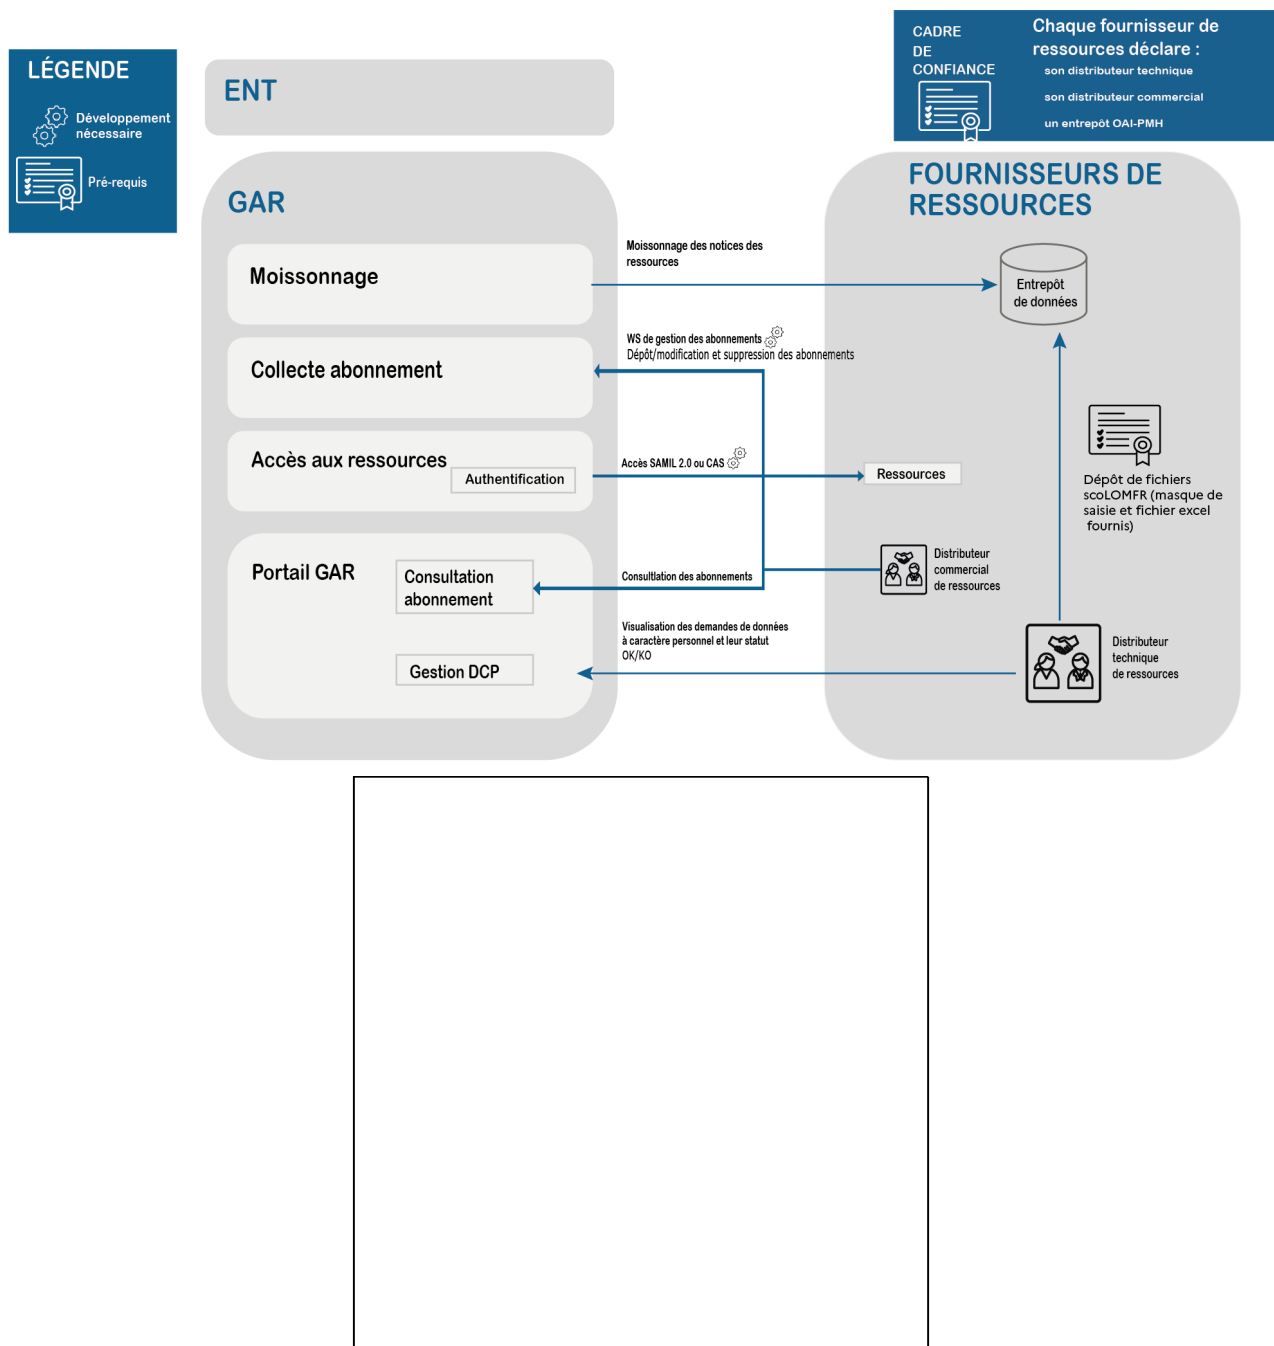 LÉGENDE
Développement
nécessaire
Pré-requis
ENT
CADRE
DE
CONFIANCE
Chaque fournisseur de
ressources déclare :
son distributeur technique
son distributeur commercial
un entrepôt OAI-PMH
GAR
Moissonnage
Collecte abonnement
Accès aux ressources
Authentification
Portail GAR
Consultation
abonnement
Gestion DCP
Moissonnage des notices des
ressources
WS de gestion des abonnements
Dépôt/modification et suppression des abonnements
Accès SAMIL 2.0 ou CAS
Consultlation des abonnements
Visualisation des demandes de données
à caractère personnel et leur statut
OK/KO
FOURNISSEURS DE
RESSOURCES
Entrepôt
de données
Dépôt de fichiers
scoLOMFR (masque de
saisie et fichier excel
fournis)
Ressources
Distributeur
commercial
de ressources
Distributeur
technique
de ressources